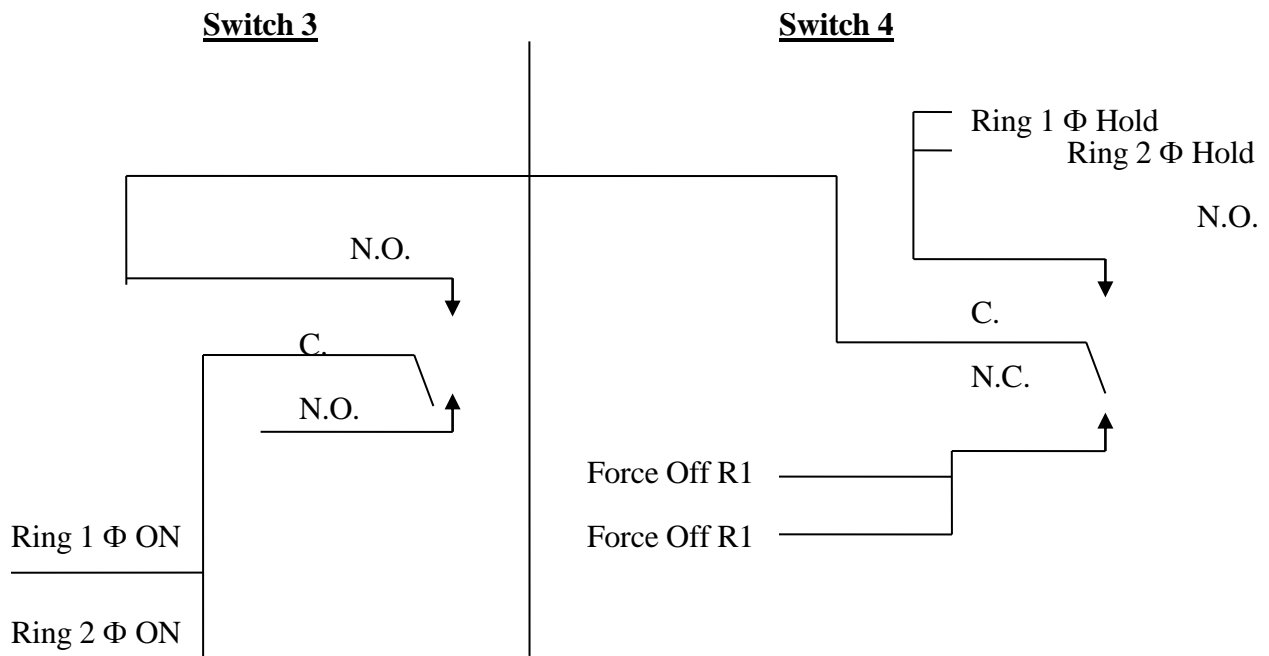 Switch 3
Switch 4
Ring 1 Φ Hold
Ring 2 Φ Hold
N.O.
N.O.
C.
C.
N.C.
N.O.
Force Off R1
Ring 1 Φ ON
Force Off R1
Ring 2 Φ ON